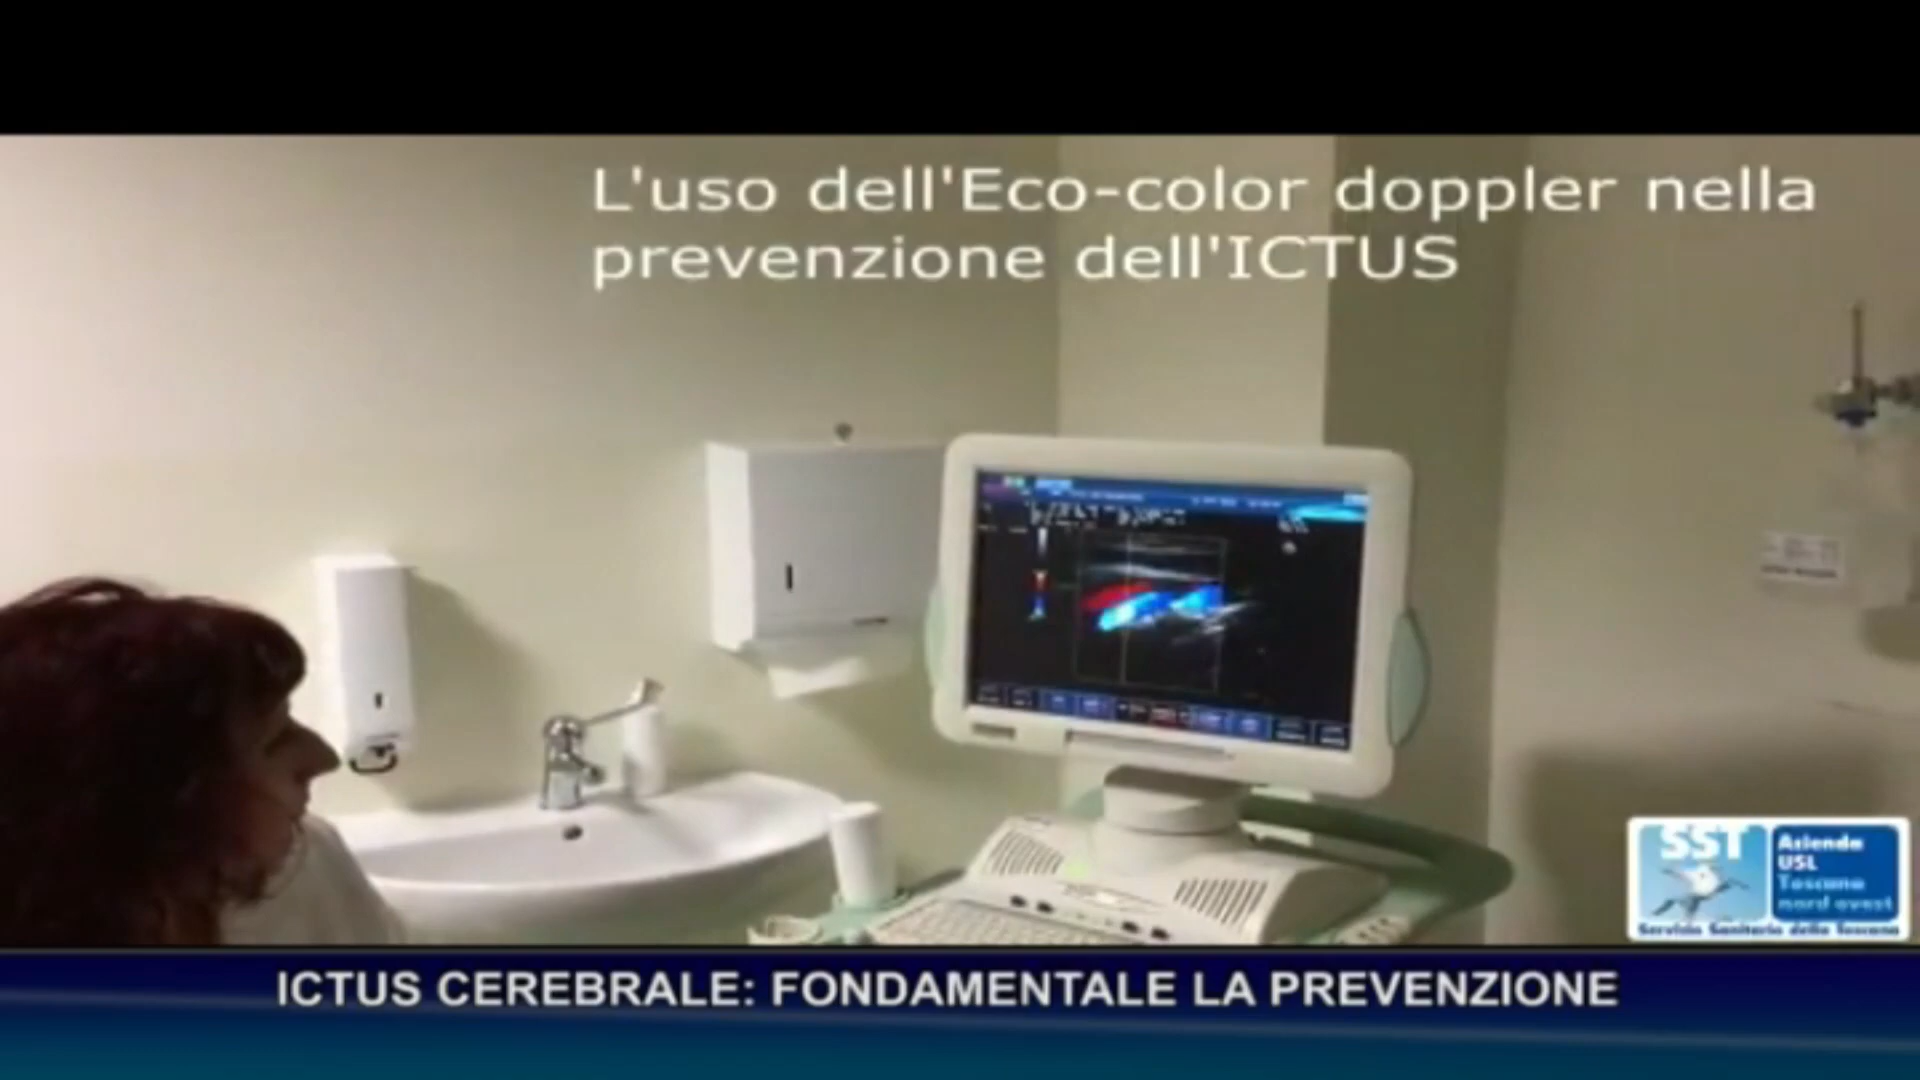 L'uso dell'Eco-color doppler nella
prevenzione dell'ICTUS
SST
Azienda
USL
Toscana
nord ovest
Servizio Sanitario della Toscana
ICTUS CEREBRALE: FONDAMENTALE LA PREVENZIONE